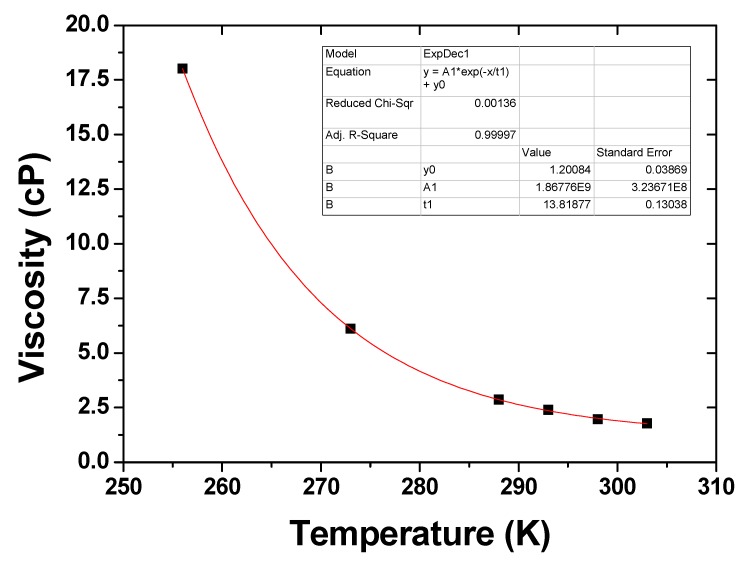 20.0
17.5
15.0
12.5
10.0
7.5
5.0
2.5
0.0
Viscosity (cP)
Model ExpDec1
Equation y = A1*exp(-x/t1)
+ y0
Reduced Chi-Sqr 0.00136
Adj. R-Square 0.99997
Value Standard Error
B y0 1.20084 0.03869
B A1 1.86776E9 3.23671E8
B t1 13.81877 0.13038
250 260 270 280 290 300 310
Temperature (K)